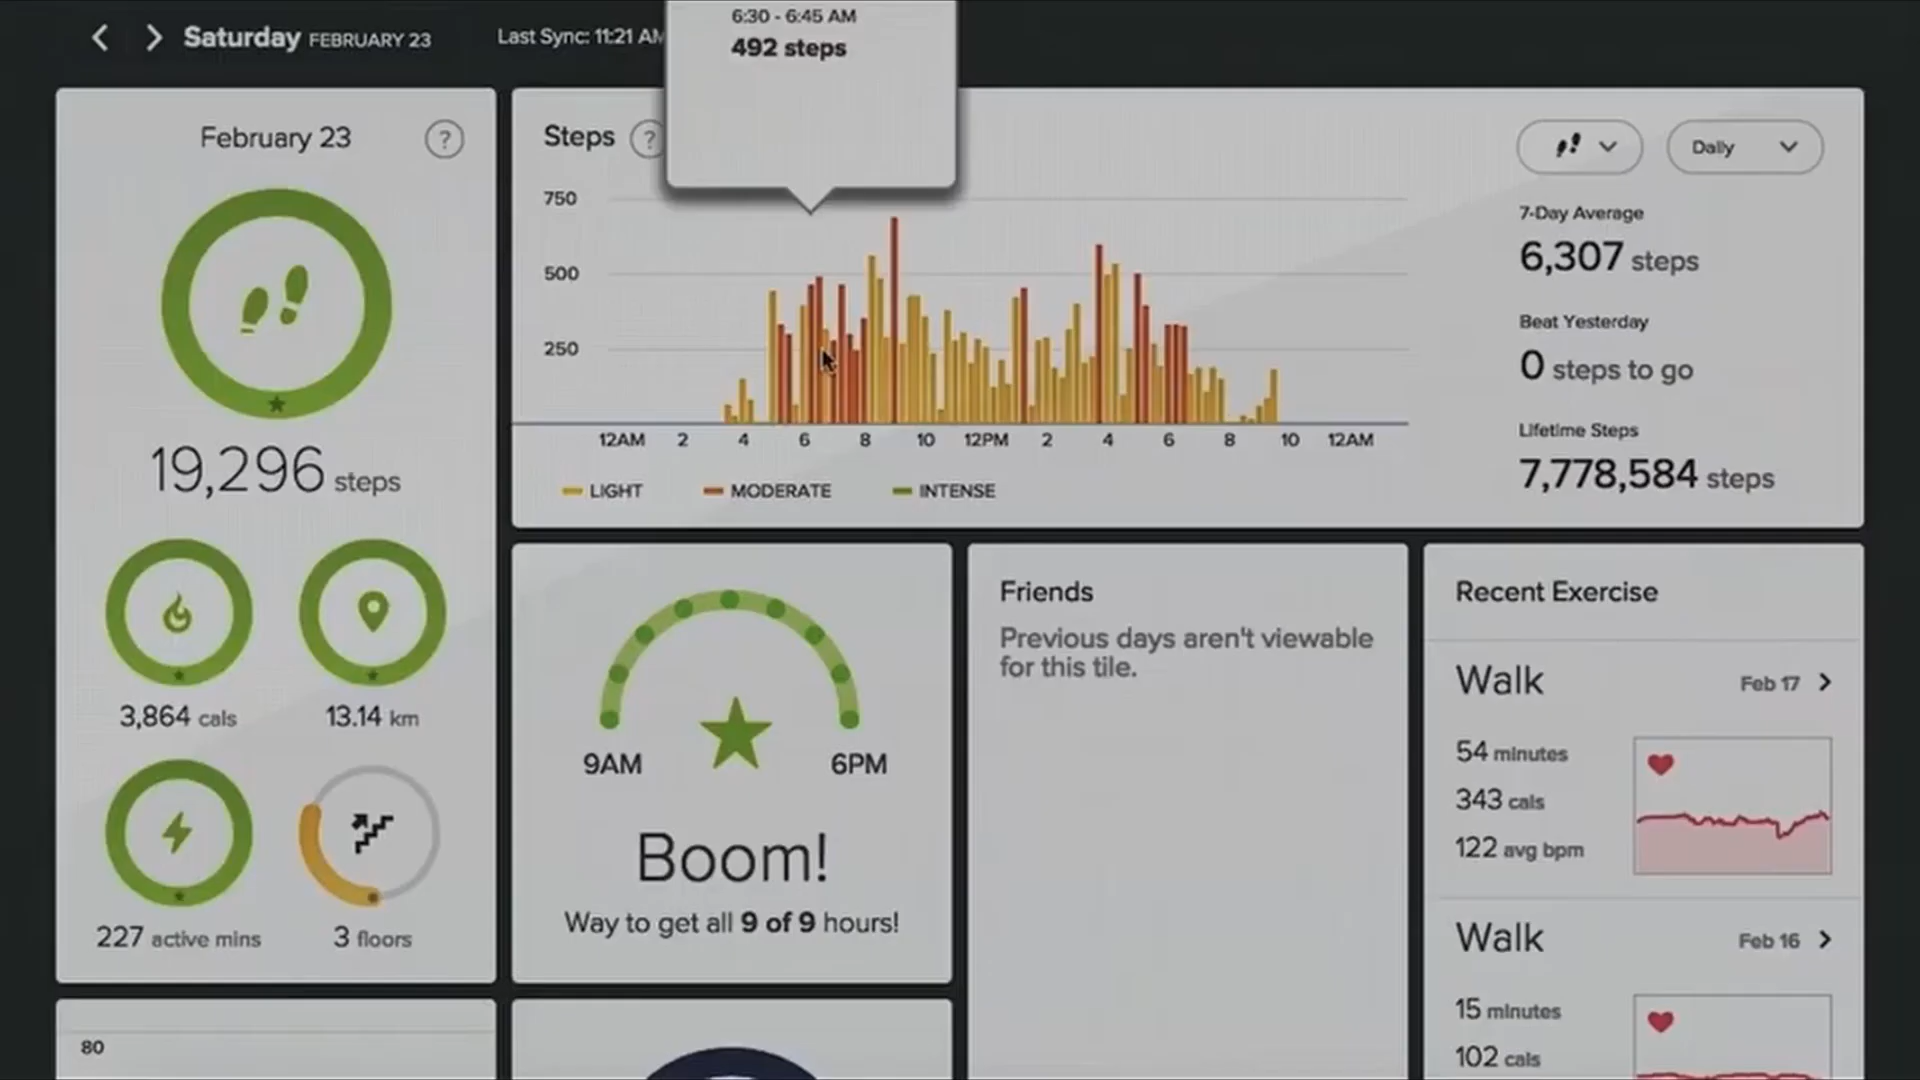 Saturday FEBRUARY 23
Last Sync: 11:21 AM
6:30 - 6:45 AM
492 steps
February 23
?
19,296 steps
3,864 cals
13.14 km
227 active mins
3 floors
Steps ?
Daily
750
500
250
12AM 2 4 6 8 10 12PM 2 4 6 8 10 12AM
LIGHT MODERATE INTENSE
7-Day Average
6,307 steps
Beat Yesterday
0 steps to go
Lifetime Steps
7,778,584 steps
9AM 6PM
Boom!
Way to get all 9 of 9 hours!
Friends
Previous days aren't viewable
for this tile.
Recent Exercise
Walk Feb 17
54 minutes
343 cals
122 avg bpm
Walk Feb 16
15 minutes
102 cals
80